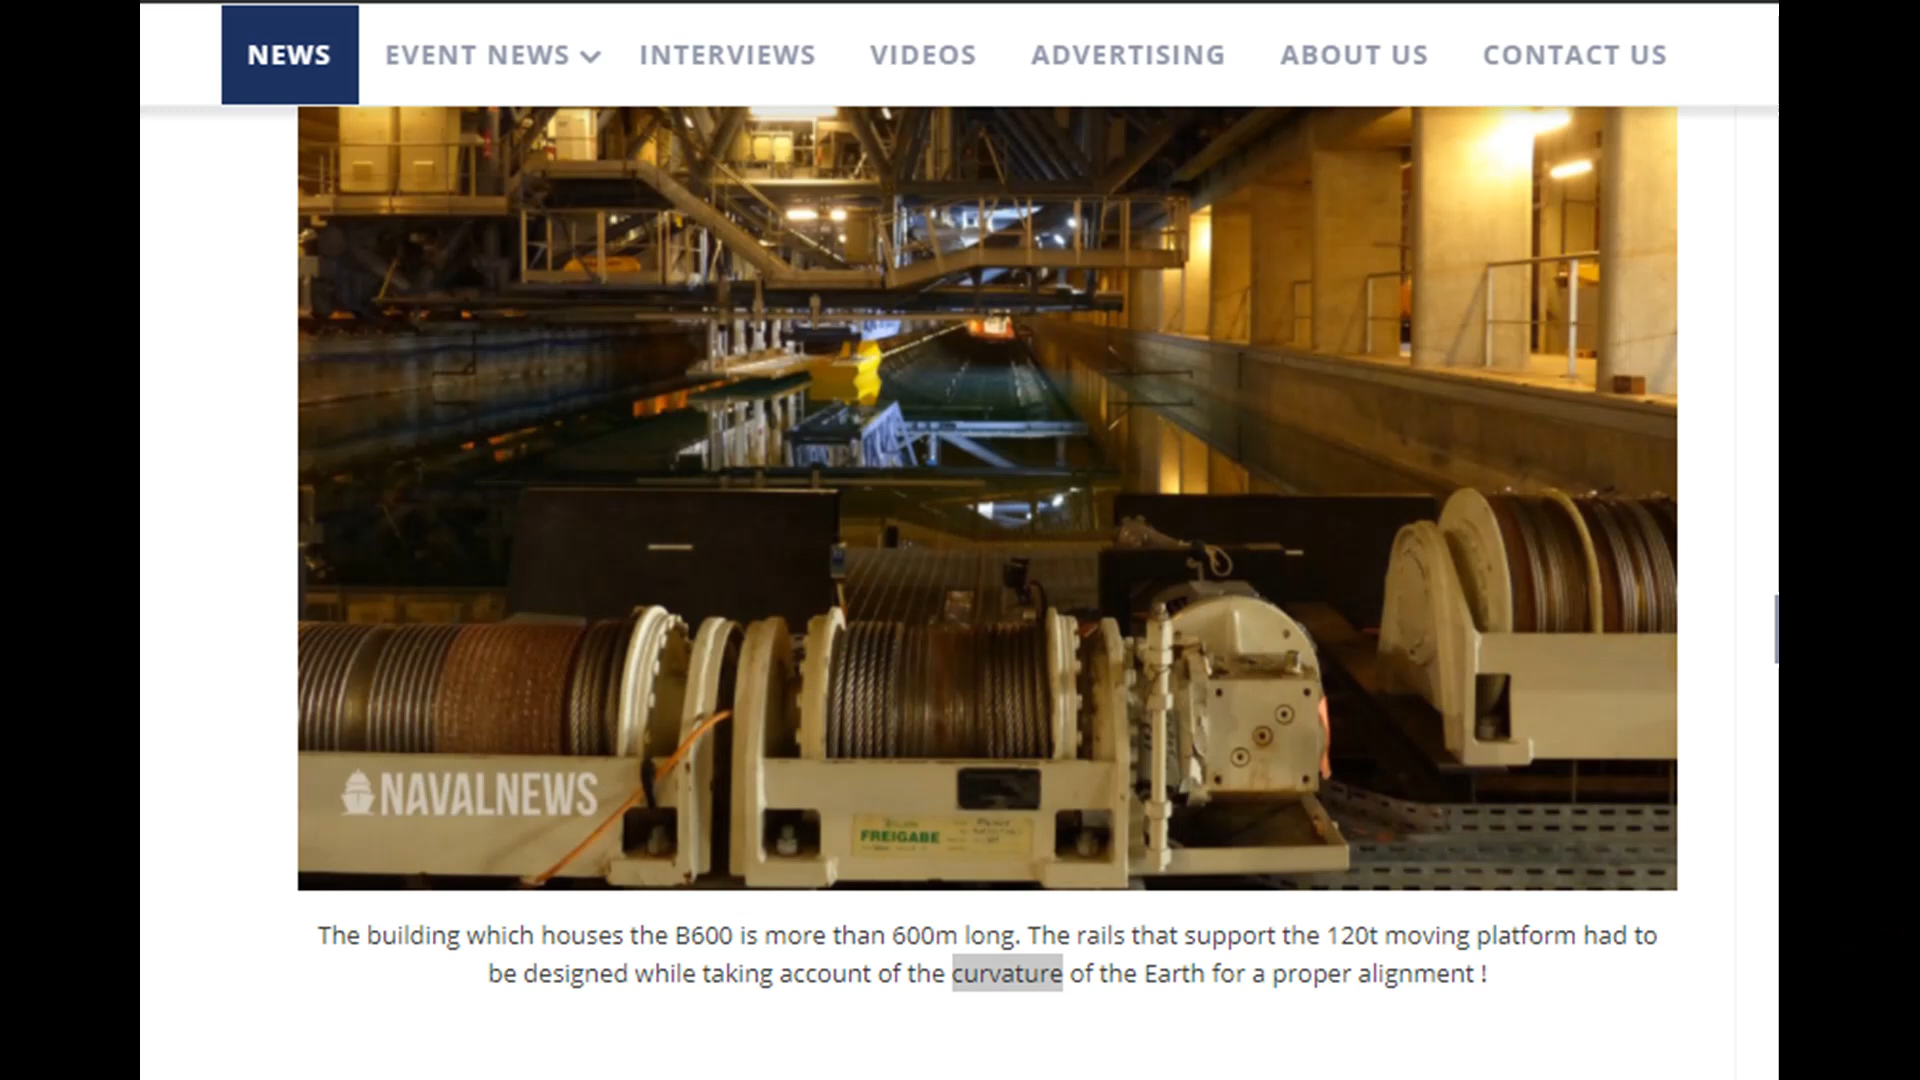 NEWS EVENT NEWS INTERVIEWS VIDEOS ADVERTISING ABOUT US CONTACT US
NAVALNEWS
FREIGABE
The building which houses the B600 is more than 600m long. The rails that support the 120t moving platform had to
be designed while taking account of the curvature of the Earth for a proper alignment !